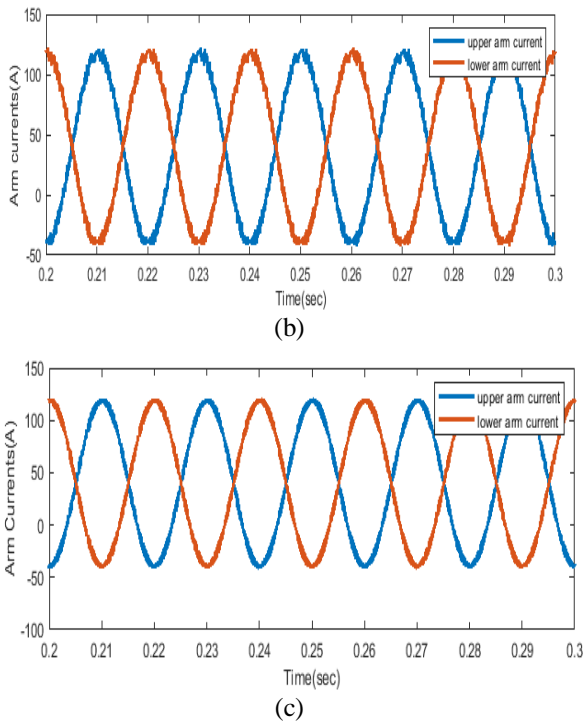 150
100
50
0
-50
Arm currents(A)
upper arm current
lower arm current
0.2 0.21 0.22 0.23 0.24 0.25 0.26 0.27 0.28 0.29 0.3
Time(sec)
(b)
150
100
50
0
-50
-100
Arm Currents(A)
upper arm current
lower arm current
0.2 0.21 0.22 0.23 0.24 0.25 0.26 0.27 0.28 0.29 0.3
Time(sec)
(c)